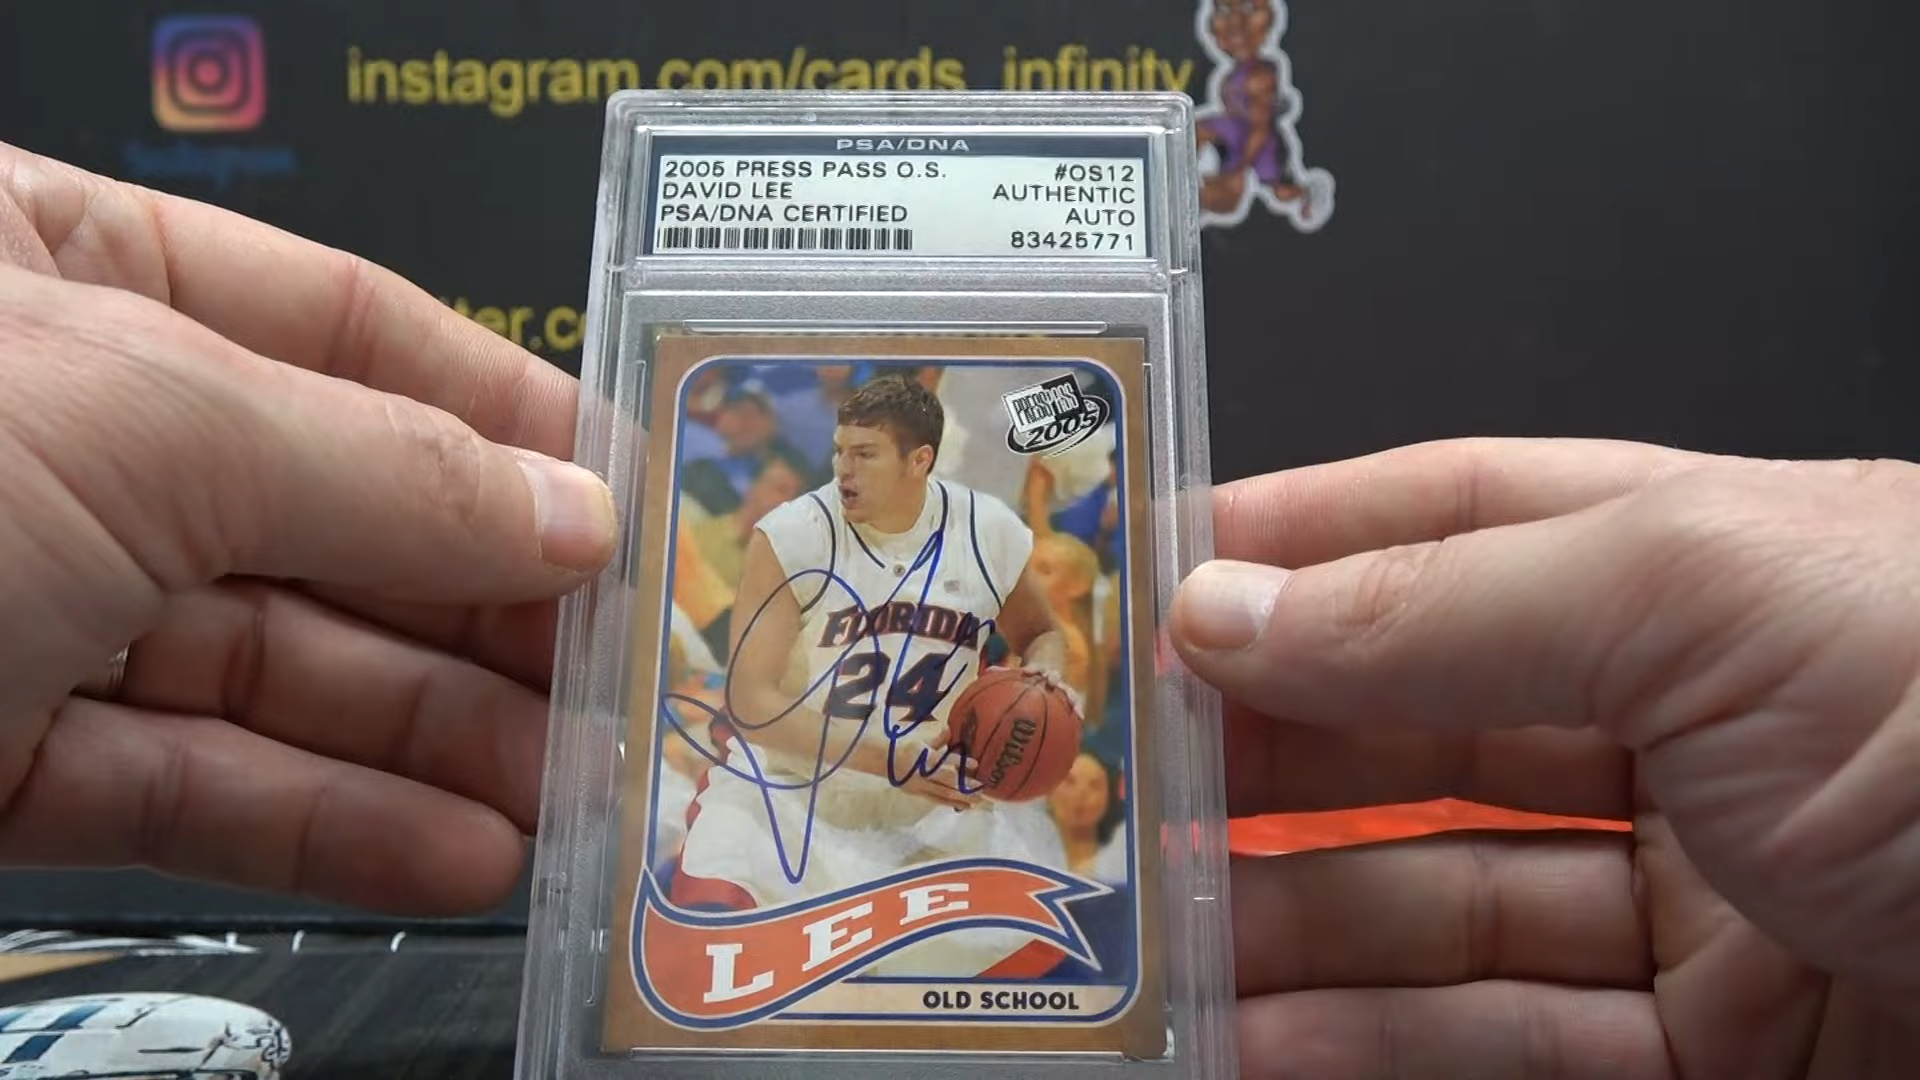 instagram.com/cards_infinity
Instagram
PSA/DNA
2005 PRESS PASS O.S. #OS12
DAVID LEE AUTHENTIC
PSA/DNA CERTIFIED AUTO
83425771
PRESS PASS
2005
FLORIDA
24
Wilson
LEE
OLD SCHOOL